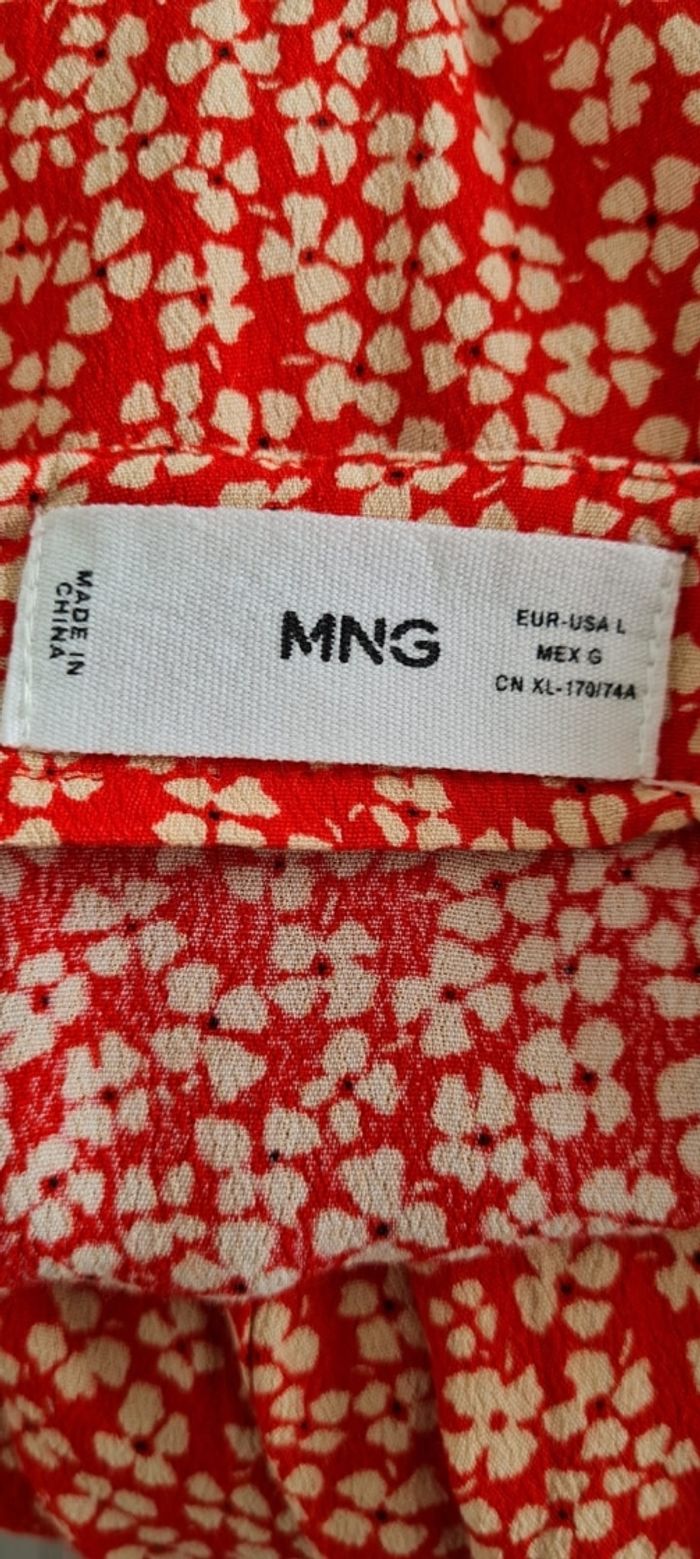 MADE IN
CHINA
MNG
EUR-USA L
MEX G
CN XL-170/74A